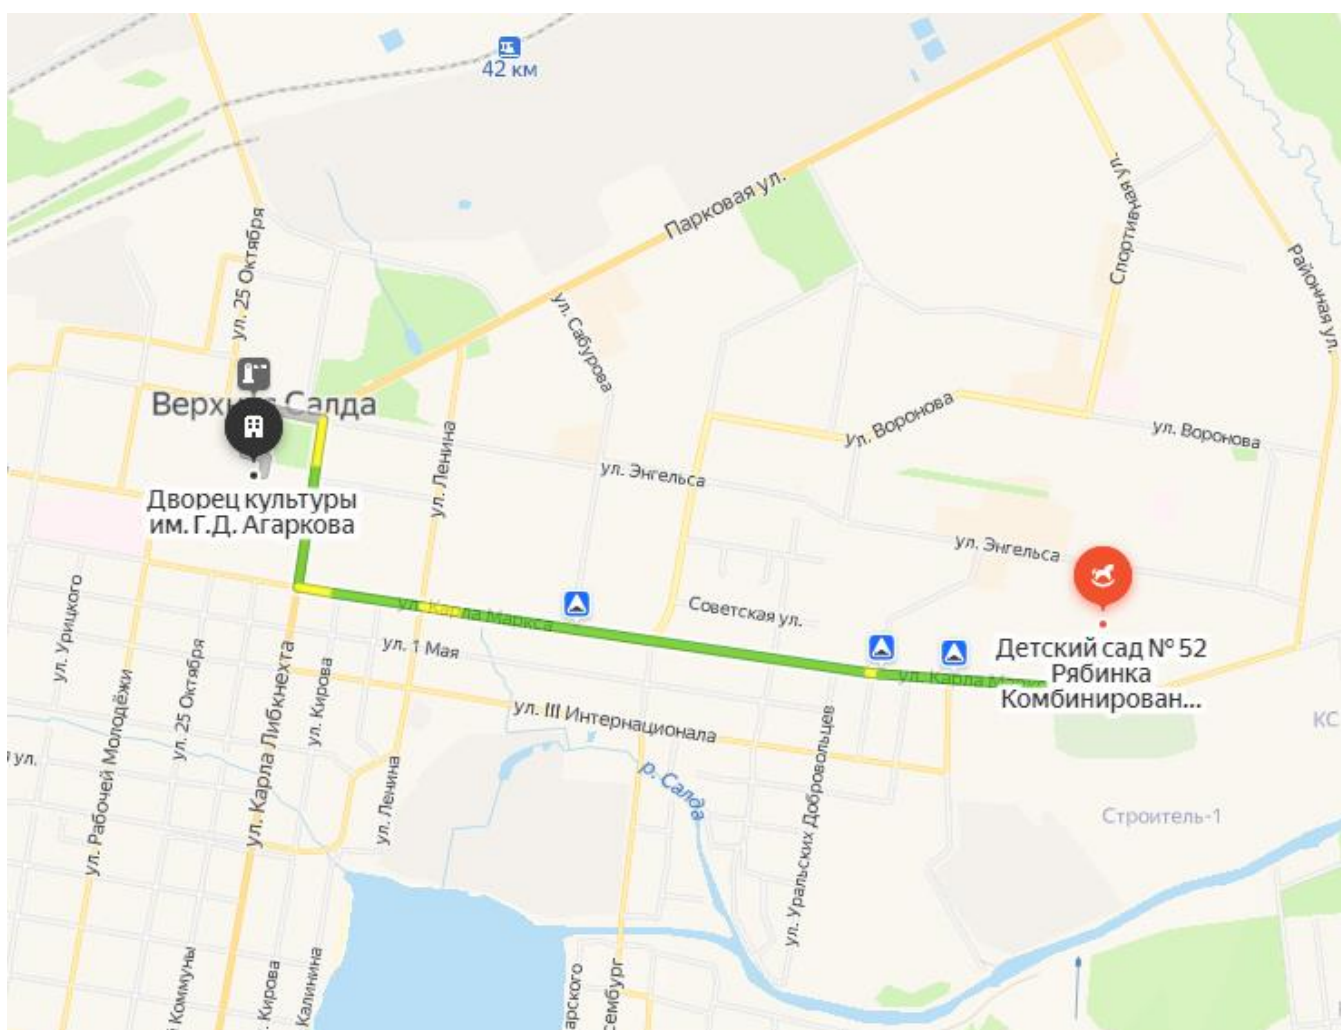 42 км
Парковая ул.
Спортивная ул.
ул. 25 Октября
Районная ул.
ул. Сабурова
ул. Воронова
ул. Воронова
ул. Ленина
ул. Энгельса
Дворец культуры
им. Г.Д. Агаркова
ул. Энгельса
ул. Карла Маркса
Советская ул.
ул. Урицкого
ул. 1 Мая
Детский сад № 52
Рябинка
Комбинирован...
ул. Карла
ул. 25 Октября
ул. Кирова
ул. Карла Либкнехта
ул. Рабочей Молодёжи
ул. III Интернационала
КС
ул.
р. Салда
ул. Ленина
ул. Уральских Добровольцев
Строитель-1
Коммуны
Кирова
Калинина
арского
сембург